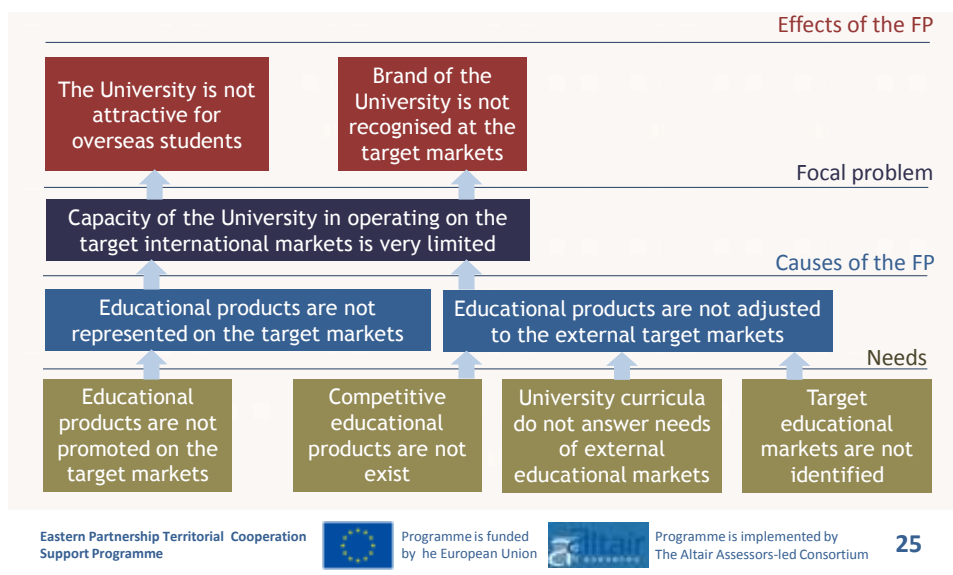 Effects of the FP
The University is not
attractive for
overseas students
Brand of the
University is not
recognised at the
target markets
Focal problem
Capacity of the University in operating on the
target international markets is very limited
Causes of the FP
Educational products are not
represented on the target markets
Educational products are not adjusted
to the external target markets
Needs
Educational
products are not
promoted on the
target markets
Competitive
educational
products are not
exist
University curricula
do not answer needs
of external
educational markets
Target
educational
markets are not
identified
Eastern Partnership Territorial Cooperation
Support Programme
Programme is funded
by he European Union
altair
Programme is implemented by
The Altair Assessors-led Consortium
25